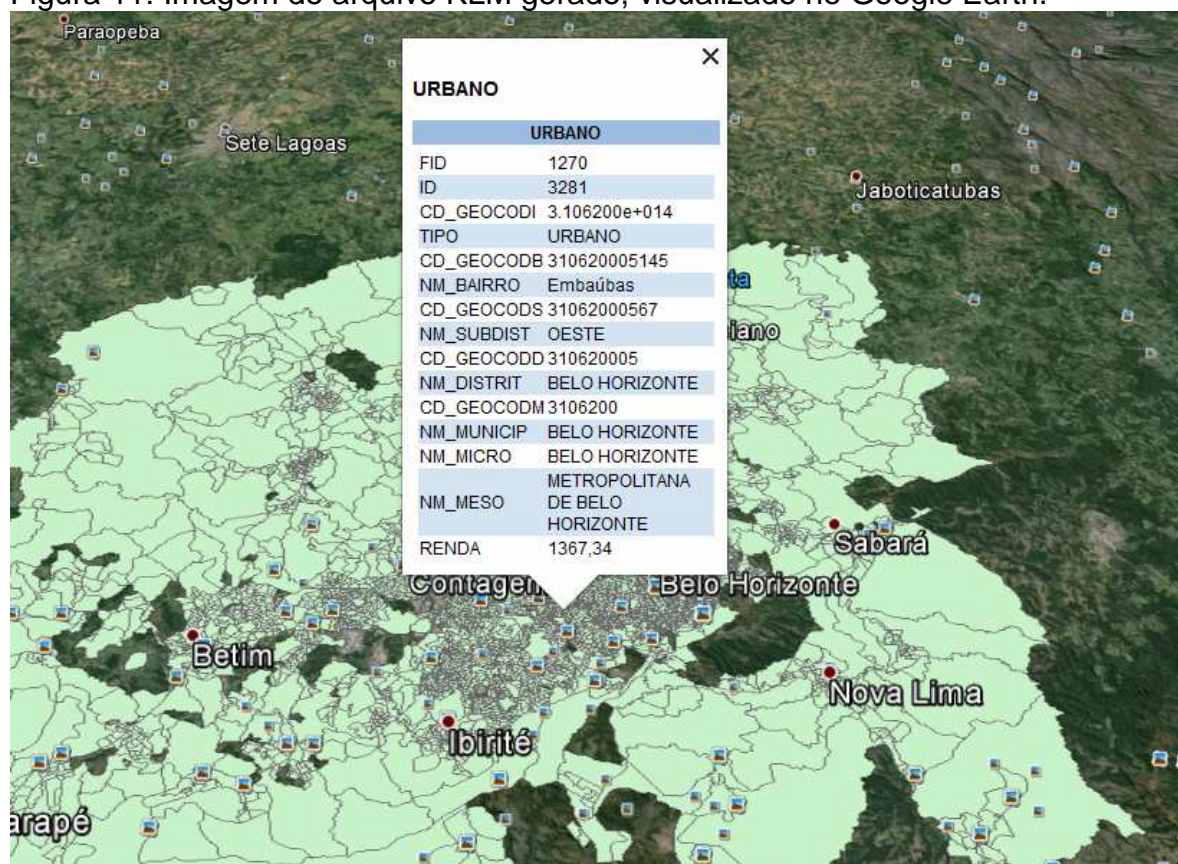 Figura 11: Imagem do arquivo KLM gerado, visualizado no Google Earth.
Paraopeba
Sete Lagoas
Jaboticatubas
URBANO
URBANO
FID 1270
ID 3281
CD_GEOCODI 3.106200e+014
TIPO URBANO
CD_GEOCODB 310620005145
NM_BAIRRO Embaúbas
CD_GEOCODS 31062000567
NM_SUBDIST OESTE
CD_GEOCODD 310620005
NM_DISTRIT BELO HORIZONTE
CD_GEOCODM 3106200
NM_MUNICIP BELO HORIZONTE
NM_MICRO BELO HORIZONTE
NM_MESO METROPOLITANA
DE BELO
HORIZONTE
RENDA 1367,34
ta
iano
Sabará
Contagem
Belo Horizonte
Betim
Nova Lima
Ibirité
arapé